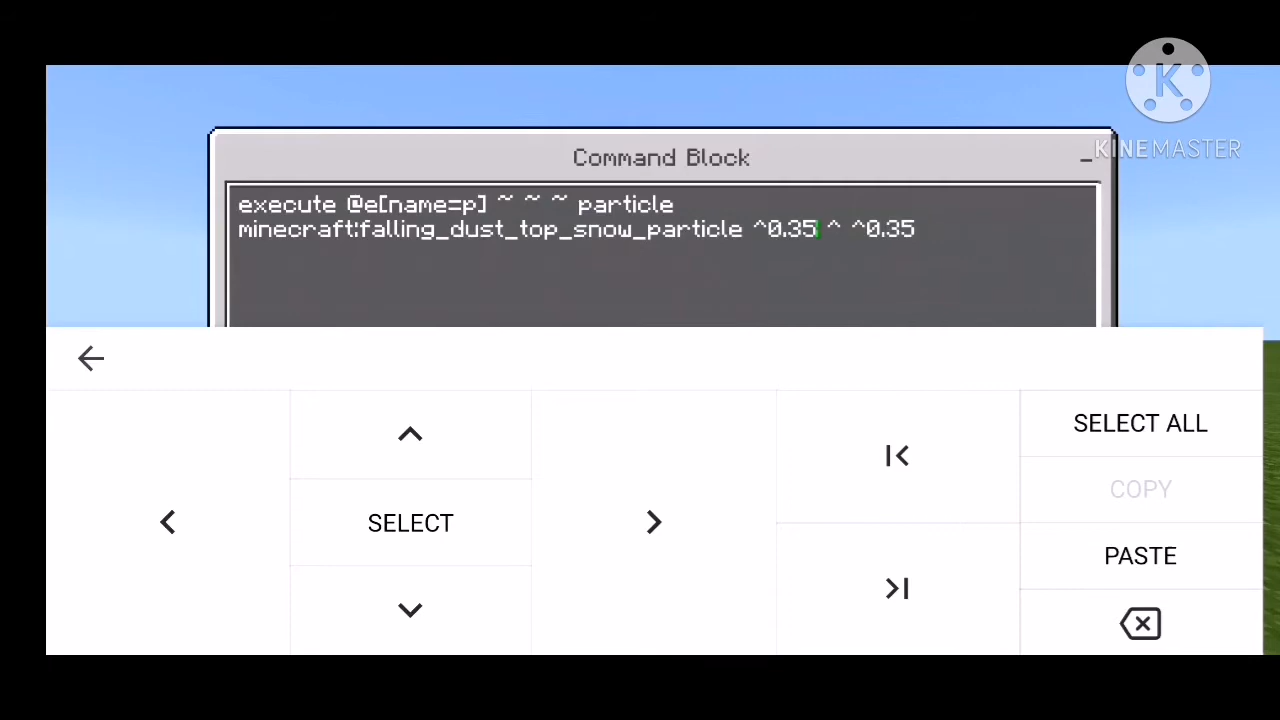 K
KINEMASTER
Command Block
execute @e[name=p] ~ ~ ~ particle
minecraft:falling_dust_top_snow_particle ^0.35 ^ ^0.35
SELECT ALL
COPY
SELECT
PASTE